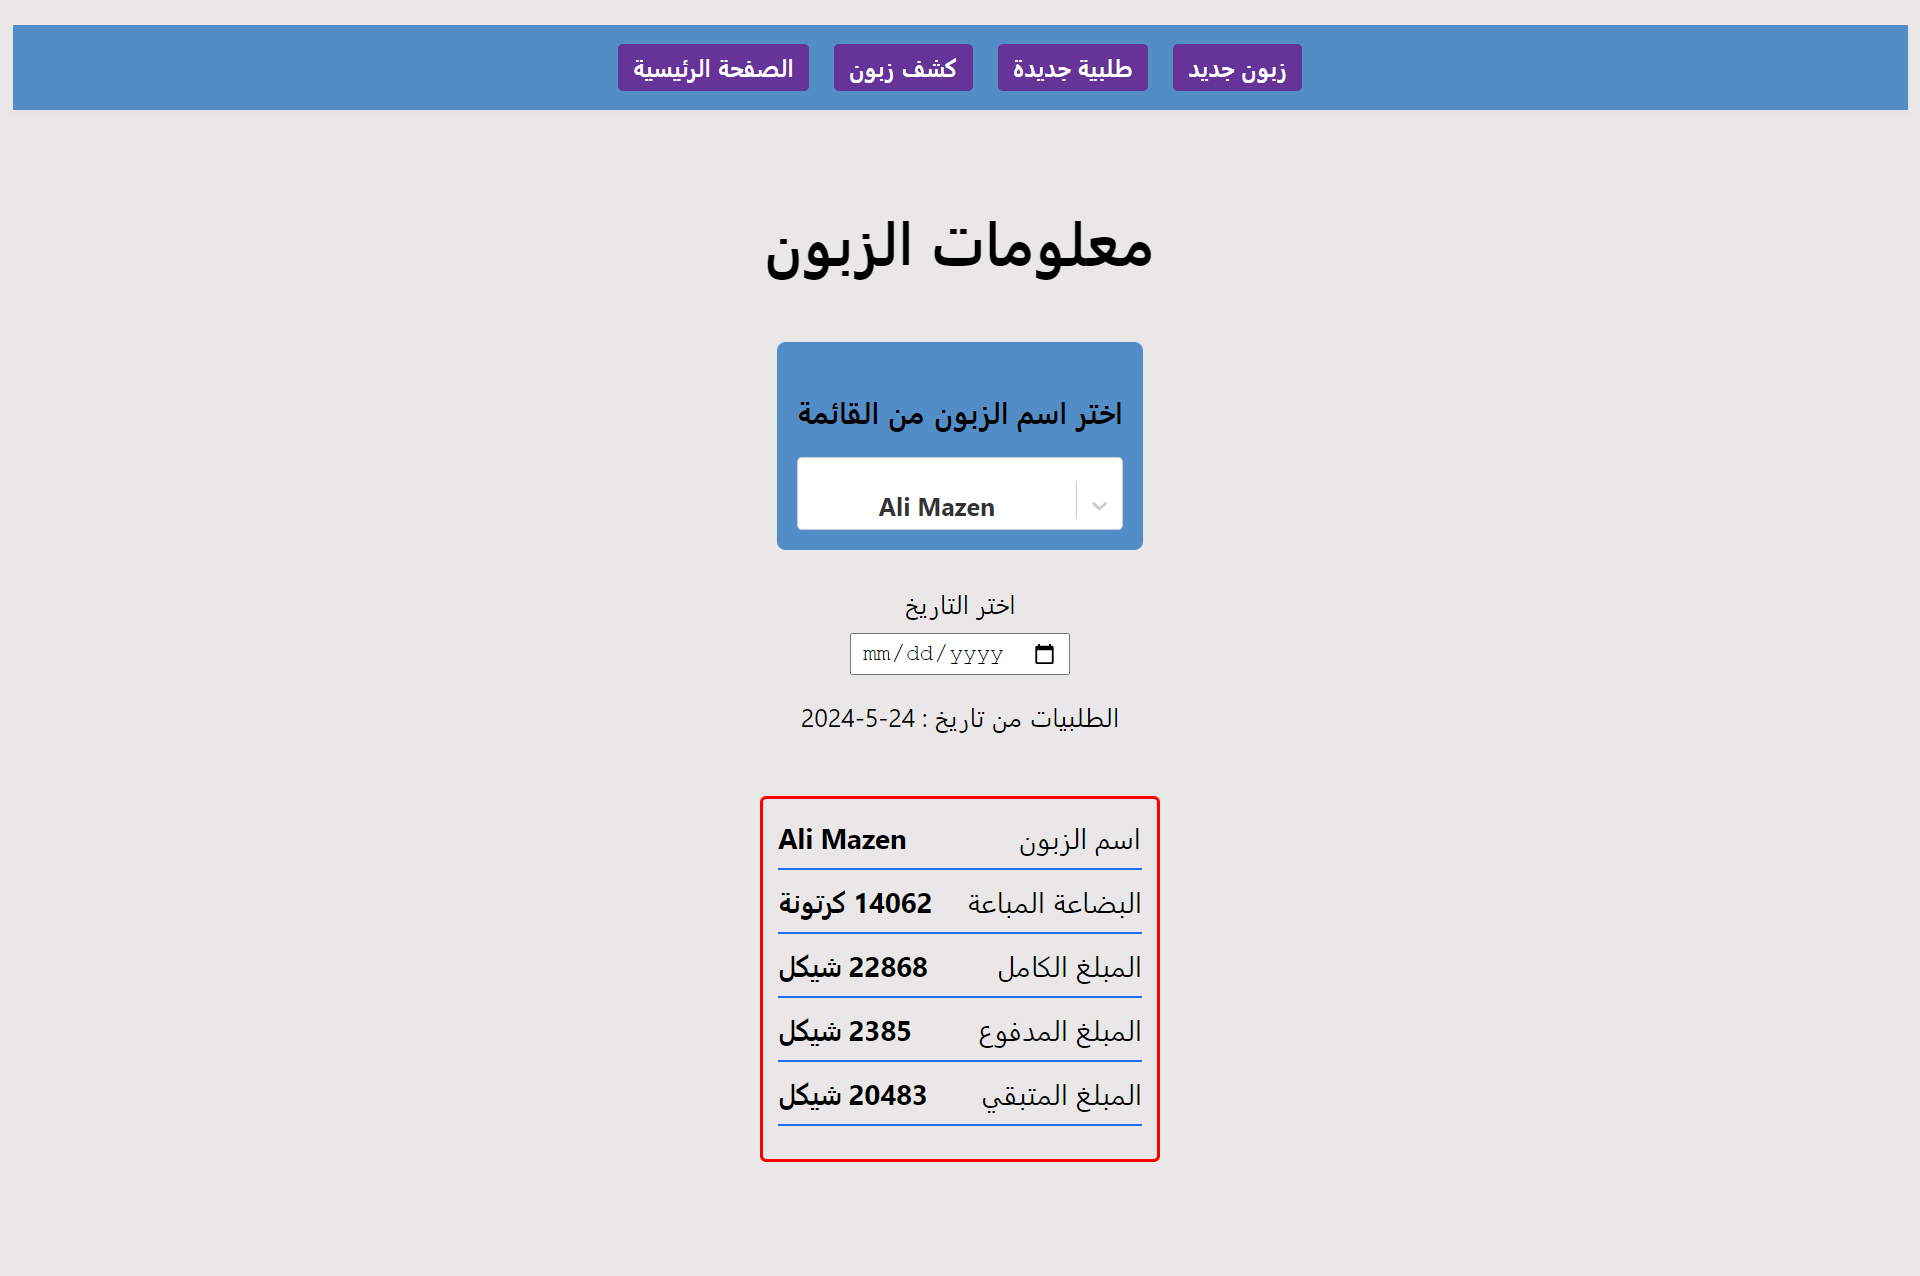 زبون جديد
طلبية جديدة
كشف زبون
الصفحة الرئيسية
معلومات الزبون
اختر اسم الزبون من القائمة
Ali Mazen
اختر التاريخ
mm/dd/yyyy
الطلبيات من تاريخ : 24-5-2024
اسم الزبون Ali Mazen
البضاعة المباعة 14062 كرتونة
المبلغ الكامل 22868 شيكل
المبلغ المدفوع 2385 شيكل
المبلغ المتبقي 20483 شيكل